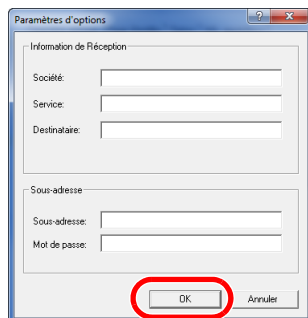 Paramètres d'options
Information de Réception
Société:
Service:
Destinataire:
Sous-adresse
Sous-adresse:
Mot de passe:
OK
Annuler